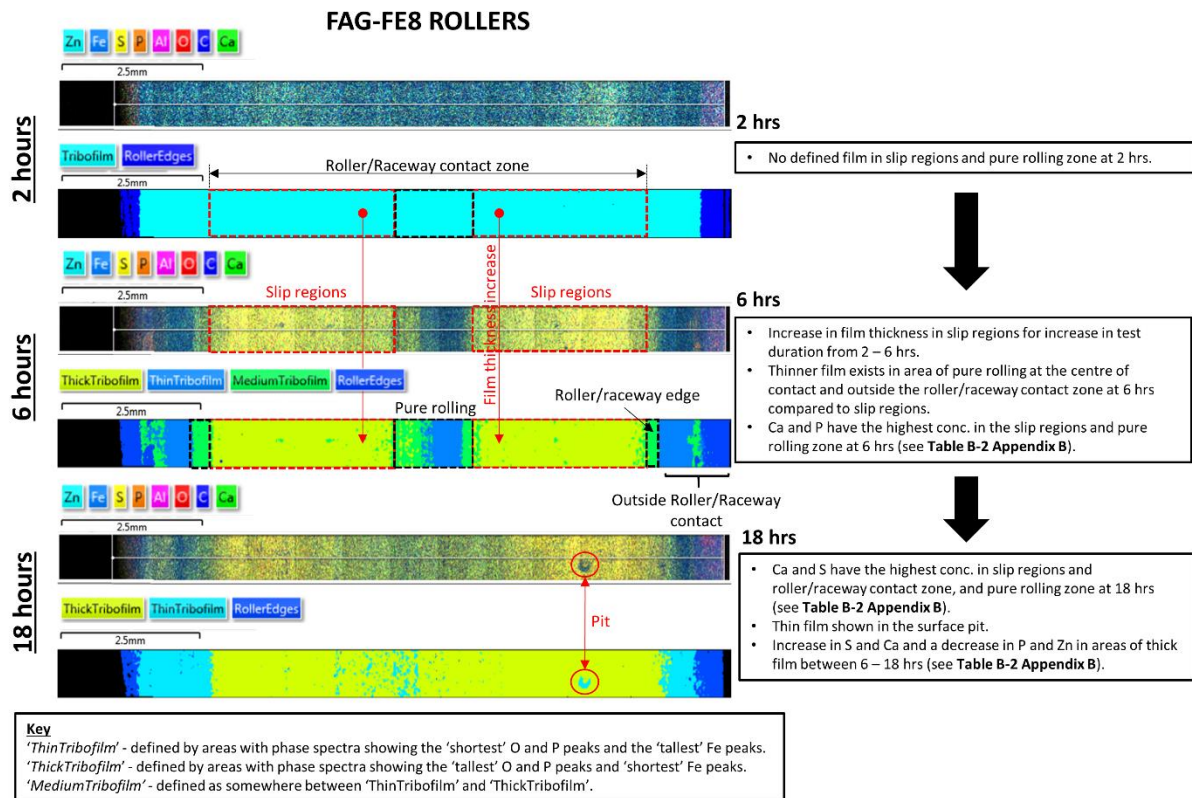 FAG-FE8 ROLLERS
2 hours
Zn Fe S P Al O C Ca
2.5mm
Tribofilm RollerEdges
2.5mm
Roller/Raceway contact zone
2 hrs
• No defined film in slip regions and pure rolling zone at 2 hrs.
6 hours
Zn Fe S P Al O C Ca
2.5mm
Slip regions
Film thickness increase
Slip regions
ThickTribofilm ThinTribofilm MediumTribofilm RollerEdges
2.5mm
Pure rolling
Roller/raceway edge
Outside Roller/Raceway
contact
6 hrs
• Increase in film thickness in slip regions for increase in test
duration from 2 – 6 hrs.
• Thinner film exists in area of pure rolling at the centre of
contact and outside the roller/raceway contact zone at 6 hrs
compared to slip regions.
• Ca and P have the highest conc. in the slip regions and pure
rolling zone at 6 hrs (see Table B-2 Appendix B).
18 hours
Zn Fe S P Al O C Ca
2.5mm
ThickTribofilm ThinTribofilm RollerEdges
2.5mm
Pit
18 hrs
• Ca and S have the highest conc. in slip regions and
roller/raceway contact zone, and pure rolling zone at 18 hrs
(see Table B-2 Appendix B).
• Thin film shown in the surface pit.
• Increase in S and Ca and a decrease in P and Zn in areas of thick
film between 6 – 18 hrs (see Table B-2 Appendix B).
Key
‘ThinTribofilm’ - defined by areas with phase spectra showing the ‘shortest’ O and P peaks and the ‘tallest’ Fe peaks.
‘ThickTribofilm’ - defined by areas with phase spectra showing the ‘tallest’ O and P peaks and ‘shortest’ Fe peaks.
‘MediumTribofilm’ - defined as somewhere between ‘ThinTribofilm’ and ‘ThickTribofilm’.